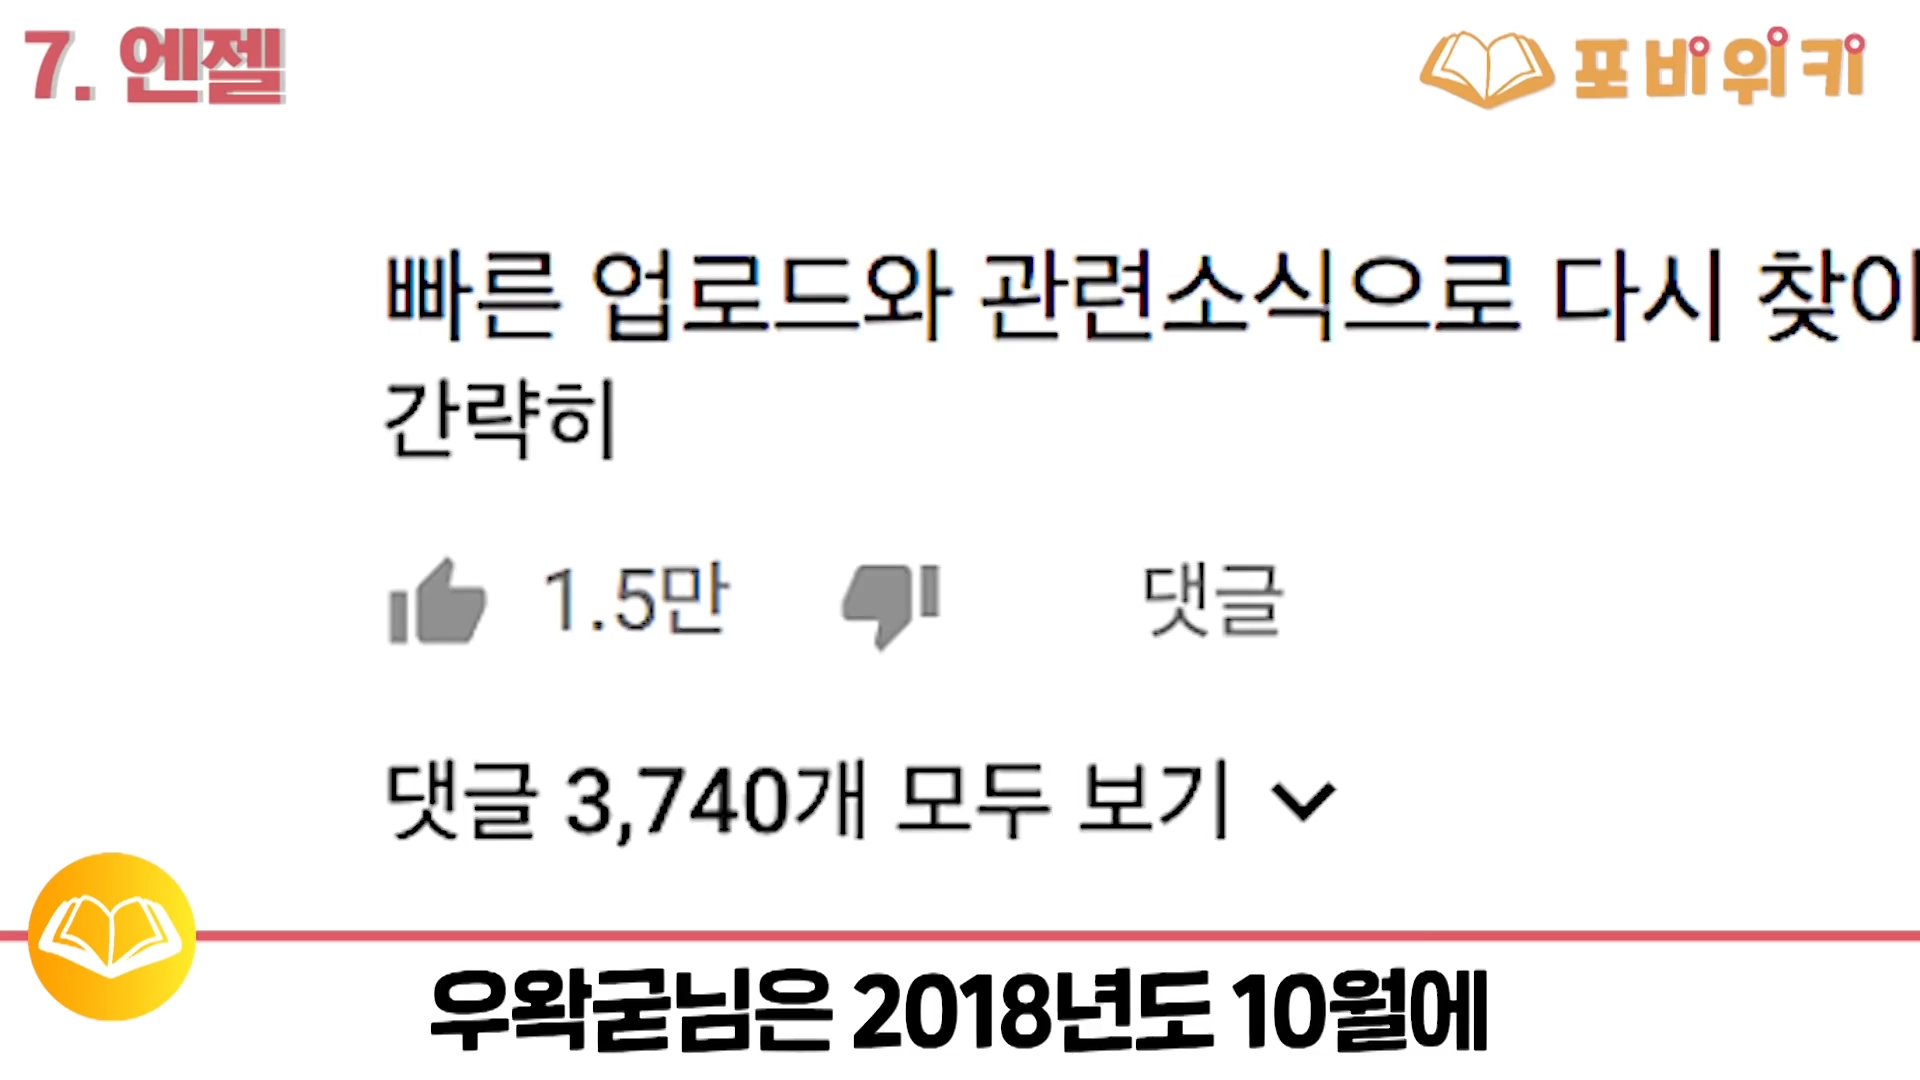 7. 엔젤
포비위키
빠른 업로드와 관련소식으로 다시 찾아
간략히
1.5만
댓글
댓글 3,740개 모두 보기
우왁굳님은 2018년도 10월에